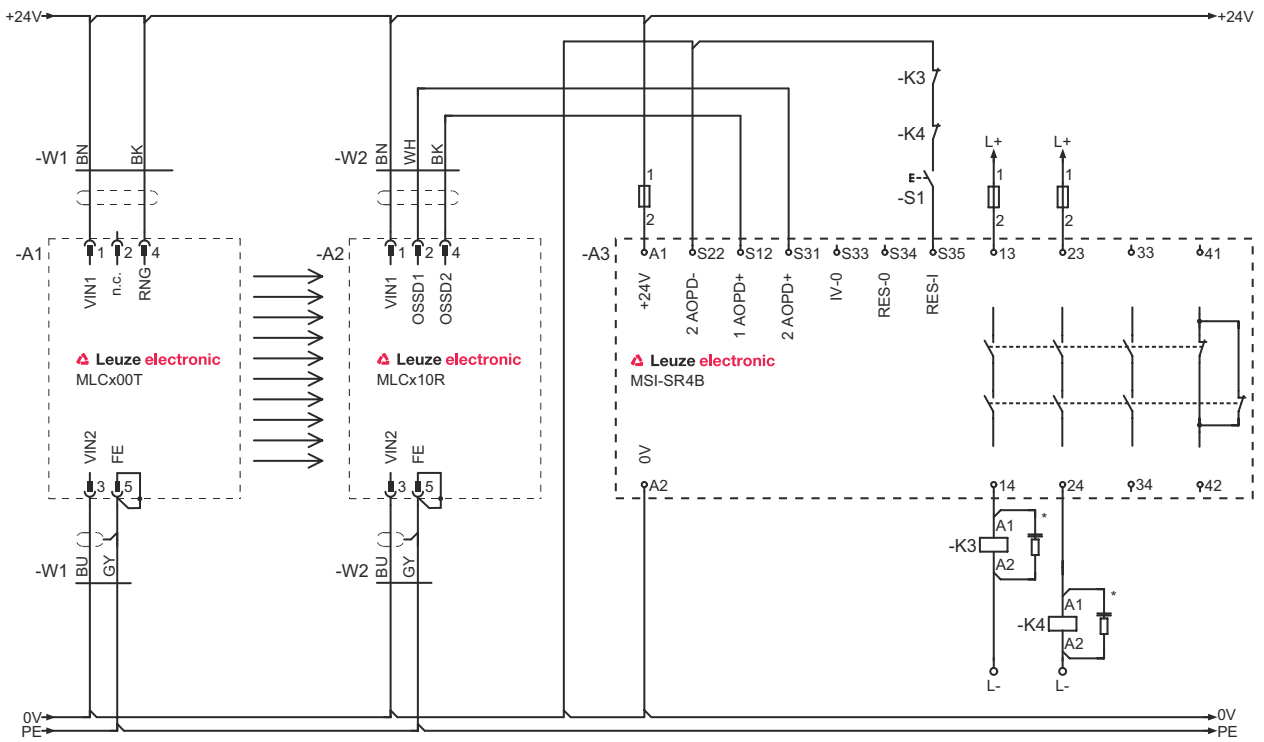 +24V
+24V
-K3
-K4
-S1
L+
L+
1
2
1
2
1
2
-W1
BN
BK
-W2
BN
WH
BK
-A1
1
2
4
VIN1
n.c.
RNG
-A2
1
2
4
VIN1
OSSD1
OSSD2
-A3
A1
S22
S12
S31
S33
S34
S35
13
23
33
41
+24V
2 AOPD-
1 AOPD+
2 AOPD+
IV-0
RES-0
RES-I
Leuze electronic
MLCx00T
Leuze electronic
MLCx10R
Leuze electronic
MSI-SR4B
VIN2
FE
3
5
VIN2
FE
3
5
0V
A2
14
24
34
42
-W1
BU
GY
-W2
BU
GY
-K3
A1
A2
*
-K4
A1
A2
*
L-
L-
0V
0V
PE
PE